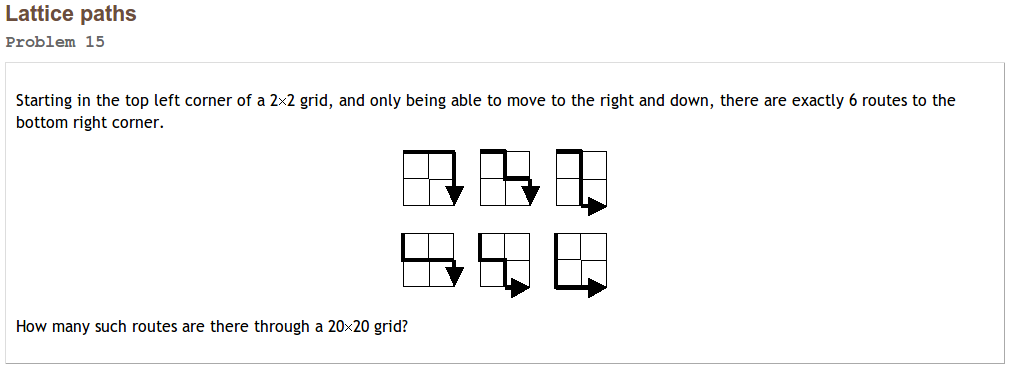 Lattice paths
Problem 15
Starting in the top left corner of a 2×2 grid, and only being able to move to the right and down, there are exactly 6 routes to the
bottom right corner.
How many such routes are there through a 20×20 grid?